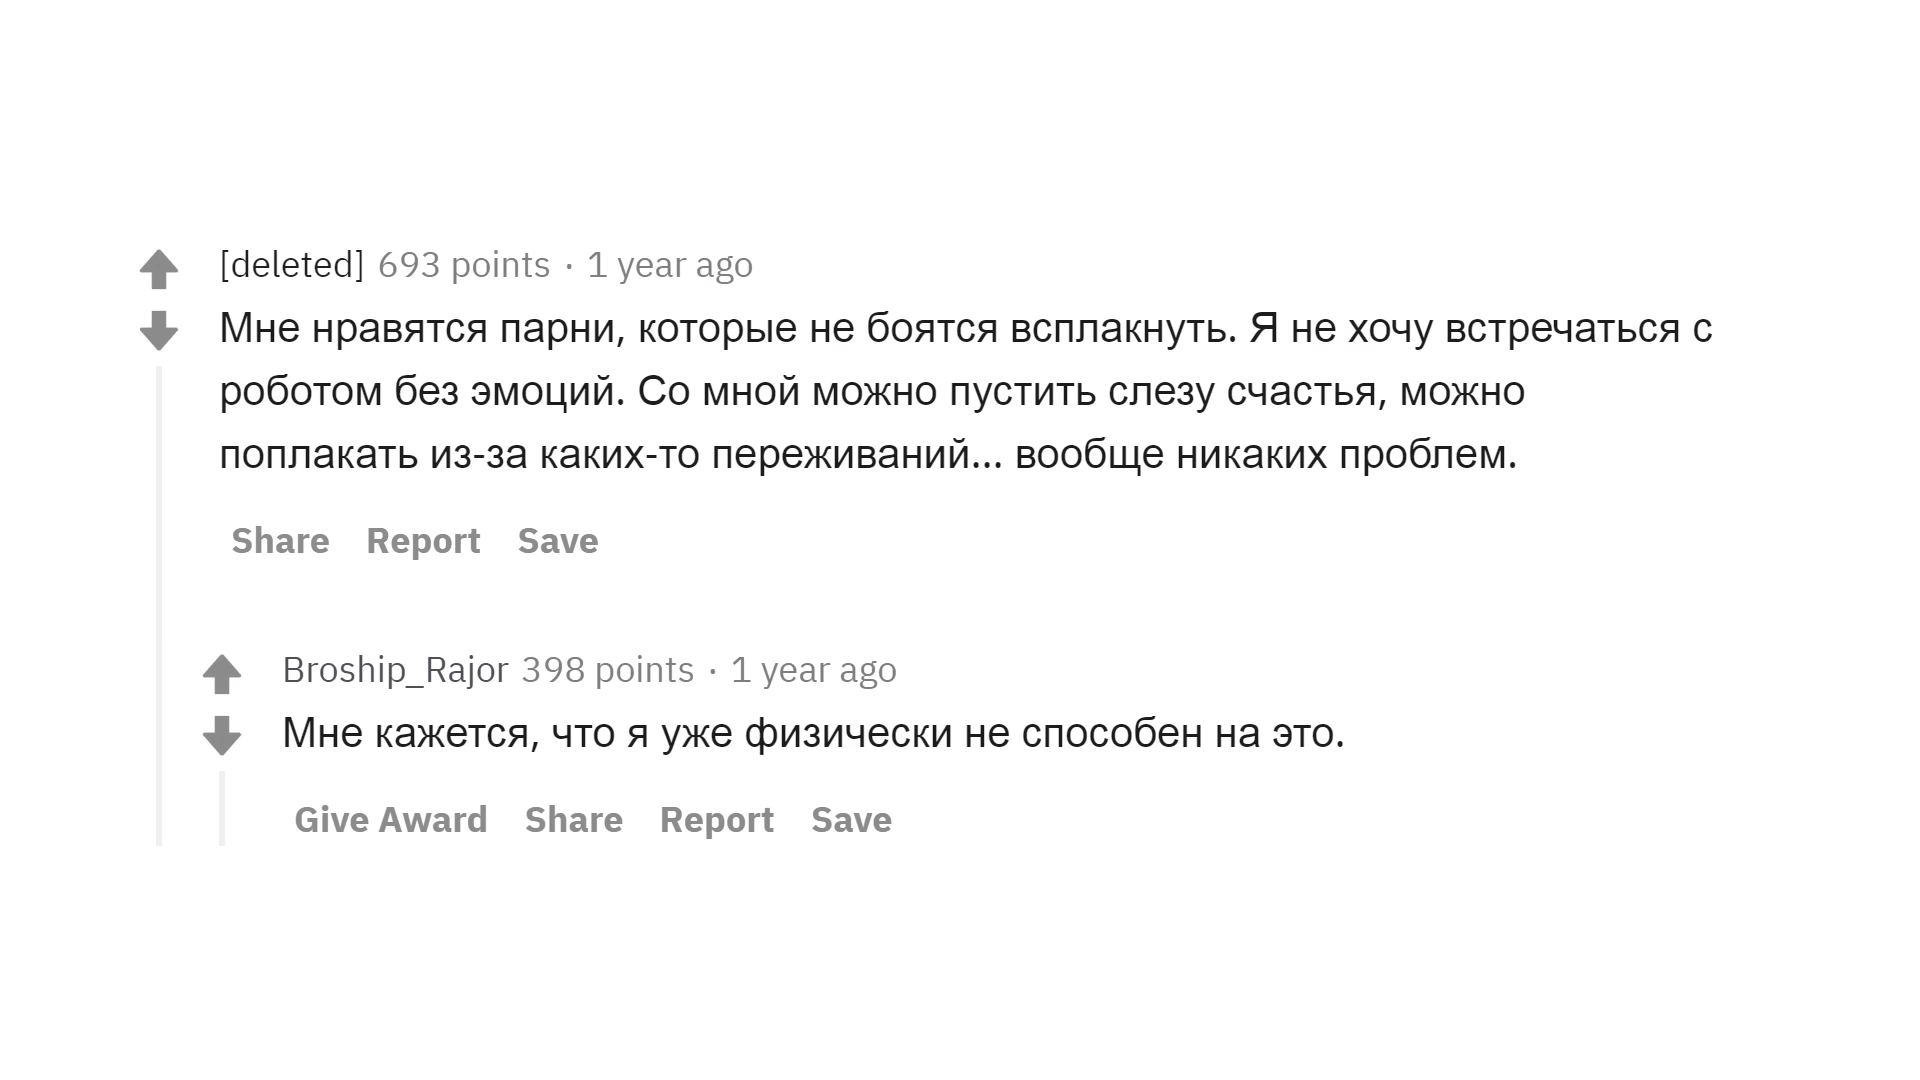 [deleted] 693 points · 1 year ago
Мне нравятся парни, которые не боятся всплакнуть. Я не хочу встречаться с
роботом без эмоций. Со мной можно пустить слезу счастья, можно
поплакать из-за каких-то переживаний... вообще никаких проблем.
Share Report Save
Broship_Rajor 398 points · 1 year ago
Мне кажется, что я уже физически не способен на это.
Give Award Share Report Save